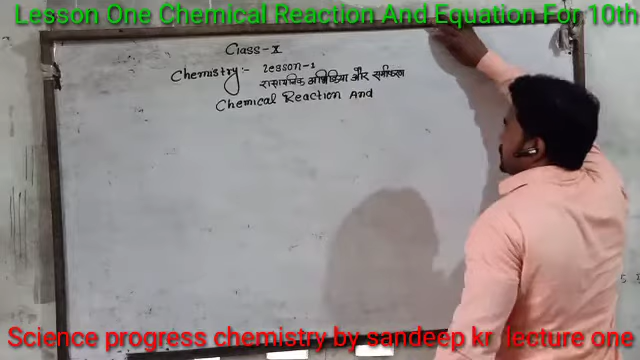 Lesson One Chemical Reaction And Equation For 10th
Class-X
Chemistry:- Lesson-1
रासायनिक अभिक्रिया और समीकरण
Chemical Reaction And
Science progress chemistry by sandeep kr lecture one